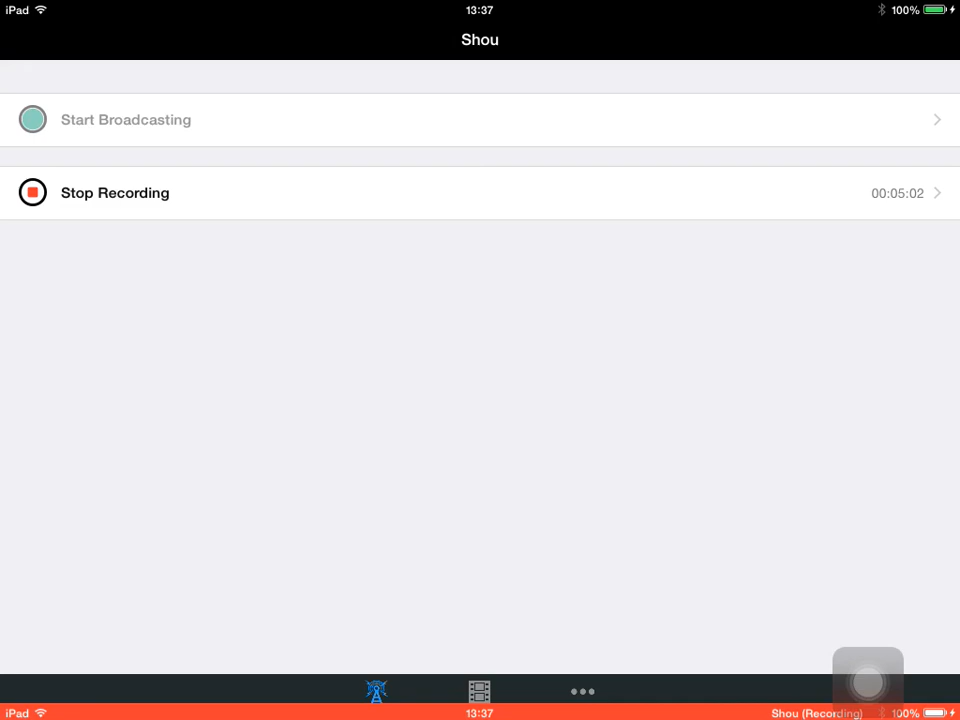 iPad 13:37 100%
Shou
Start Broadcasting
Stop Recording 00:05:02
iPad 13:37 Shou (Recording) 100%